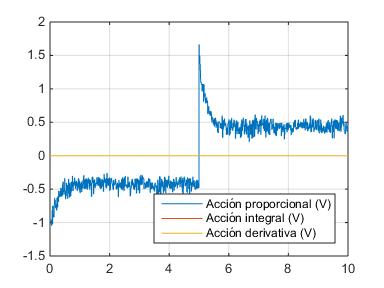 2
1.5
1
0.5
0
-0.5
-1
-1.5
Acción proporcional (V)
Acción integral (V)
Acción derivativa (V)
0 2 4 6 8 10